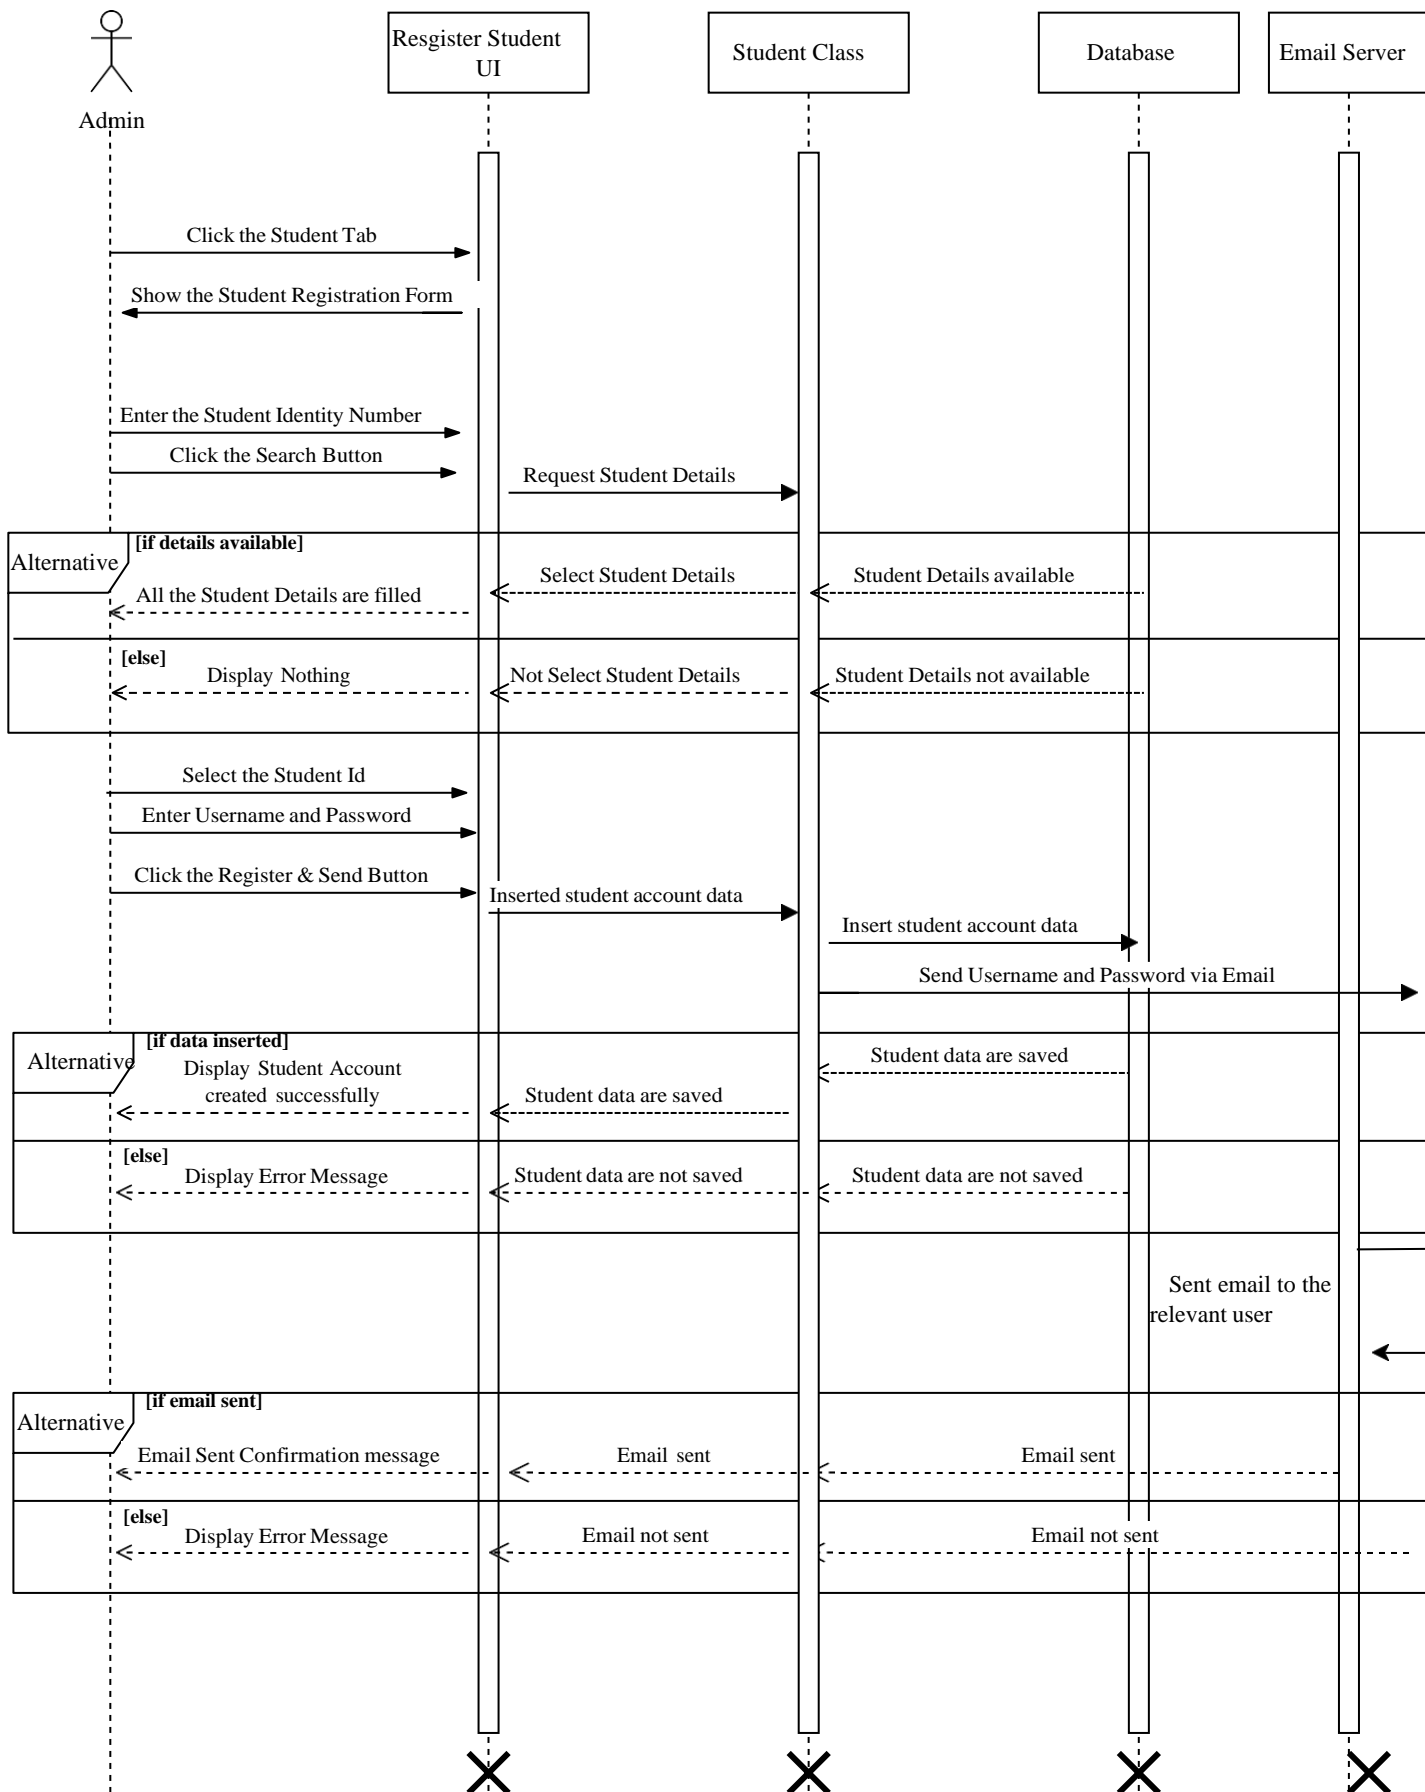 Resgister Student
UI
Student Class
Database
Email Server
Admin
Click the Student Tab
Show the Student Registration Form
Enter the Student Identity Number
Click the Search Button
Request Student Details
[if details available]
Alternative
Select Student Details
Student Details available
All the Student Details are filled
[else]
Display Nothing
Not Select Student Details
Student Details not available
Select the Student Id
Enter Username and Password
Click the Register & Send Button
Inserted student account data
Insert student account data
Send Username and Password via Email
[if data inserted]
Alternative
Display Student Account
created successfully
Student data are saved
Student data are saved
[else]
Display Error Message
Student data are not saved
Student data are not saved
Sent email to the
relevant user
[if email sent]
Alternative
Email Sent Confirmation message
Email sent
Email sent
[else]
Display Error Message
Email not sent
Email not sent